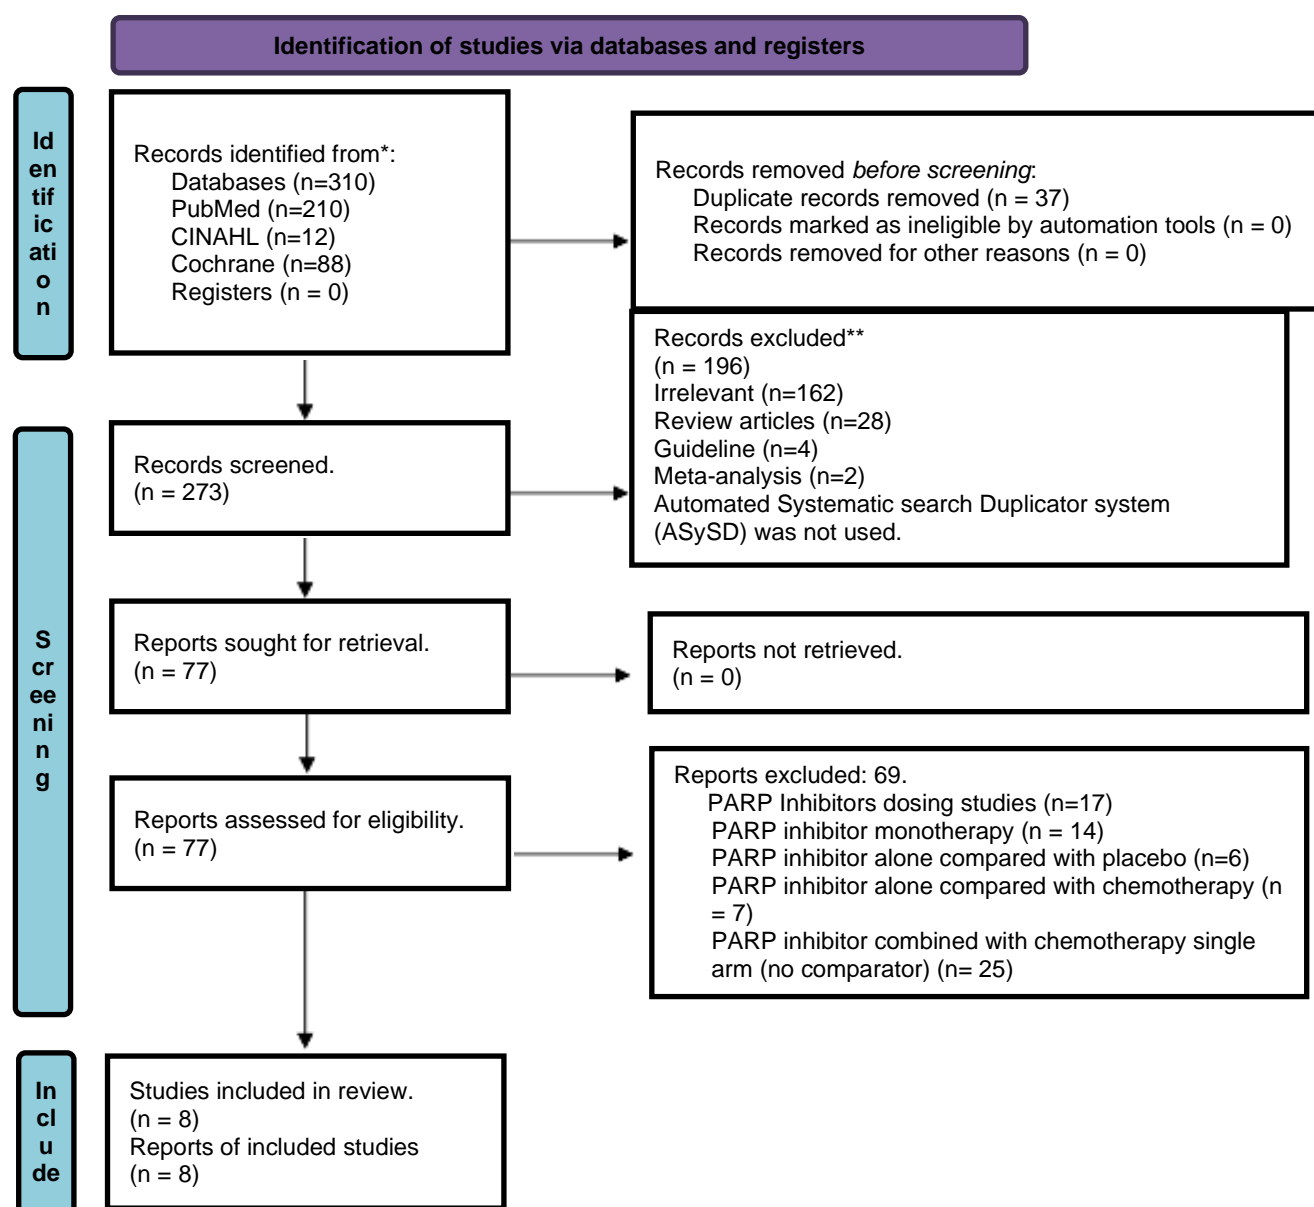 Identification of studies via databases and registers
Id
en
tif
ic
ati
o
n
Records identified from*:
Databases (n=310)
PubMed (n=210)
CINAHL (n=12)
Cochrane (n=88)
Registers (n = 0)
Records removed before screening:
Duplicate records removed (n = 37)
Records marked as ineligible by automation tools (n = 0)
Records removed for other reasons (n = 0)
Records excluded**
(n = 196)
Irrelevant (n=162)
Review articles (n=28)
Guideline (n=4)
Meta-analysis (n=2)
Automated Systematic search Duplicator system
(ASySD) was not used.
S
cr
ee
ni
n
g
Records screened.
(n = 273)
Reports sought for retrieval.
(n = 77)
Reports not retrieved.
(n = 0)
Reports assessed for eligibility.
(n = 77)
Reports excluded: 69.
PARP Inhibitors dosing studies (n=17)
PARP inhibitor monotherapy (n = 14)
PARP inhibitor alone compared with placebo (n=6)
PARP inhibitor alone compared with chemotherapy (n
= 7)
PARP inhibitor combined with chemotherapy single
arm (no comparator) (n= 25)
In
cl
u
de
Studies included in review.
(n = 8)
Reports of included studies
(n = 8)